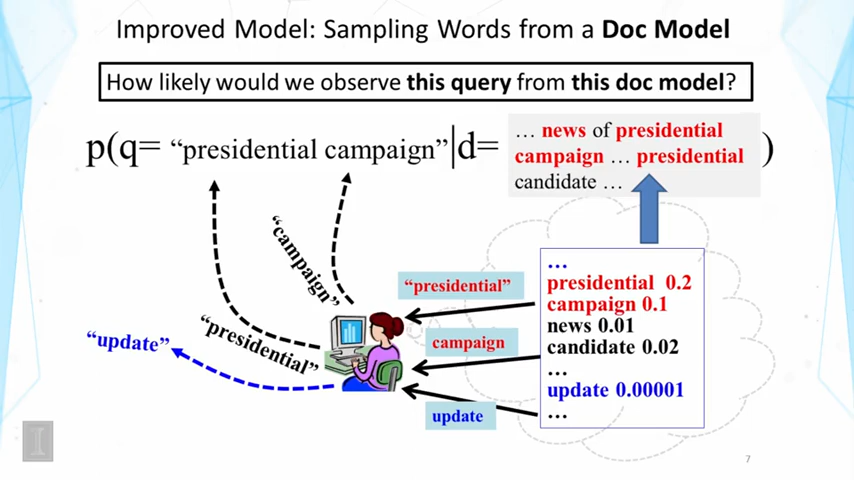 Improved Model: Sampling Words from a Doc Model
How likely would we observe this query from this doc model?
p(q= “presidential campaign”|d=
… news of presidential
campaign … presidential
candidate …
)
“campaign”
“presidential”
“update”
“presidential”
campaign
update
…
presidential 0.2
campaign 0.1
news 0.01
candidate 0.02
…
update 0.00001
…
I
7